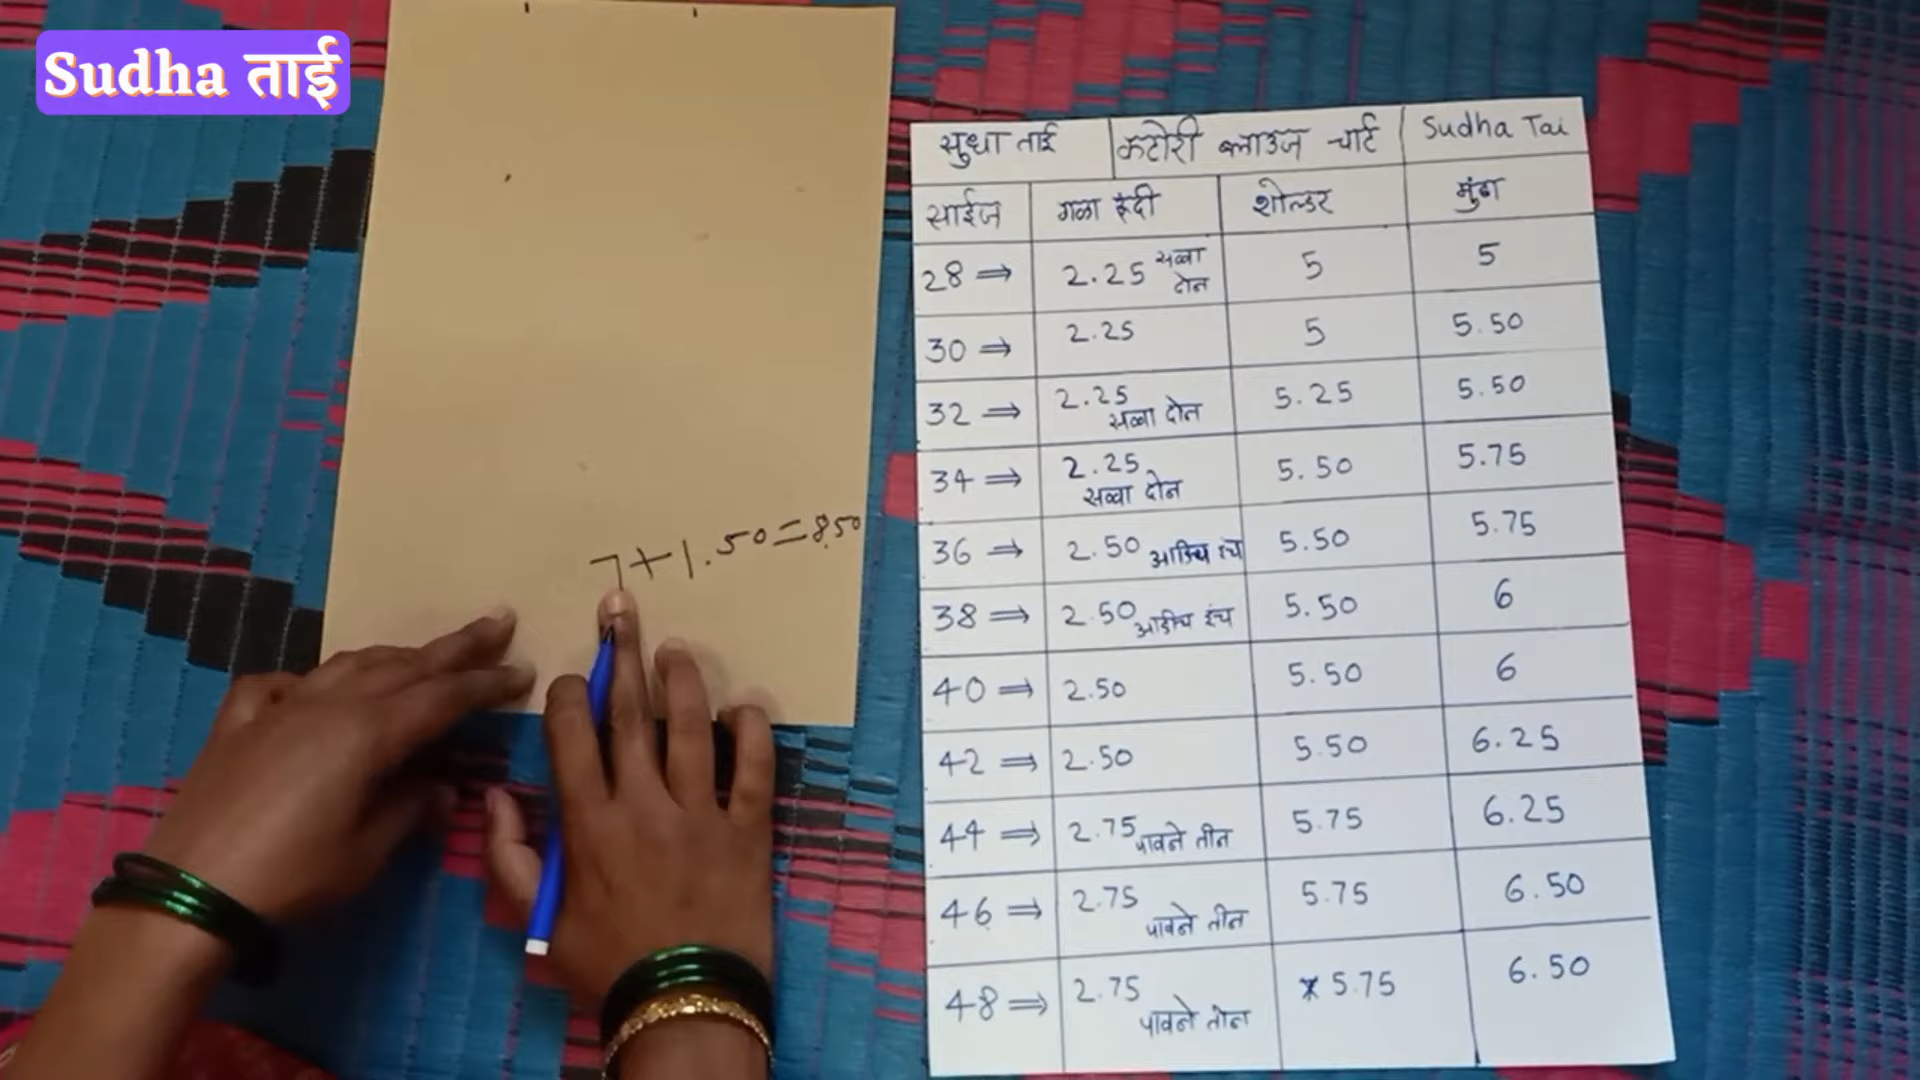 Sudha ताई
7+1.50=8.50
सुधा ताई | कटोरी ब्लाउज चार्ट | Sudha Tai
साईज | गळा रुंदी | शोल्डर | मुंढा
28 ⇒ | 2.25 सव्वा दोन | 5 | 5
30 ⇒ | 2.25 | 5 | 5.50
32 ⇒ | 2.25 सव्वा दोन | 5.25 | 5.50
34 ⇒ | 2.25 सव्वा दोन | 5.50 | 5.75
36 ⇒ | 2.50 इंच | 5.50 | 5.75
38 ⇒ | 2.50 इंच | 5.50 | 6
40 ⇒ | 2.50 | 5.50 | 6
42 ⇒ | 2.50 | 5.50 | 6.25
44 ⇒ | 2.75 पावने तीन | 5.75 | 6.25
46 ⇒ | 2.75 पावने तीन | 5.75 | 6.50
48 ⇒ | 2.75 पावने तीन | 5.75 | 6.50